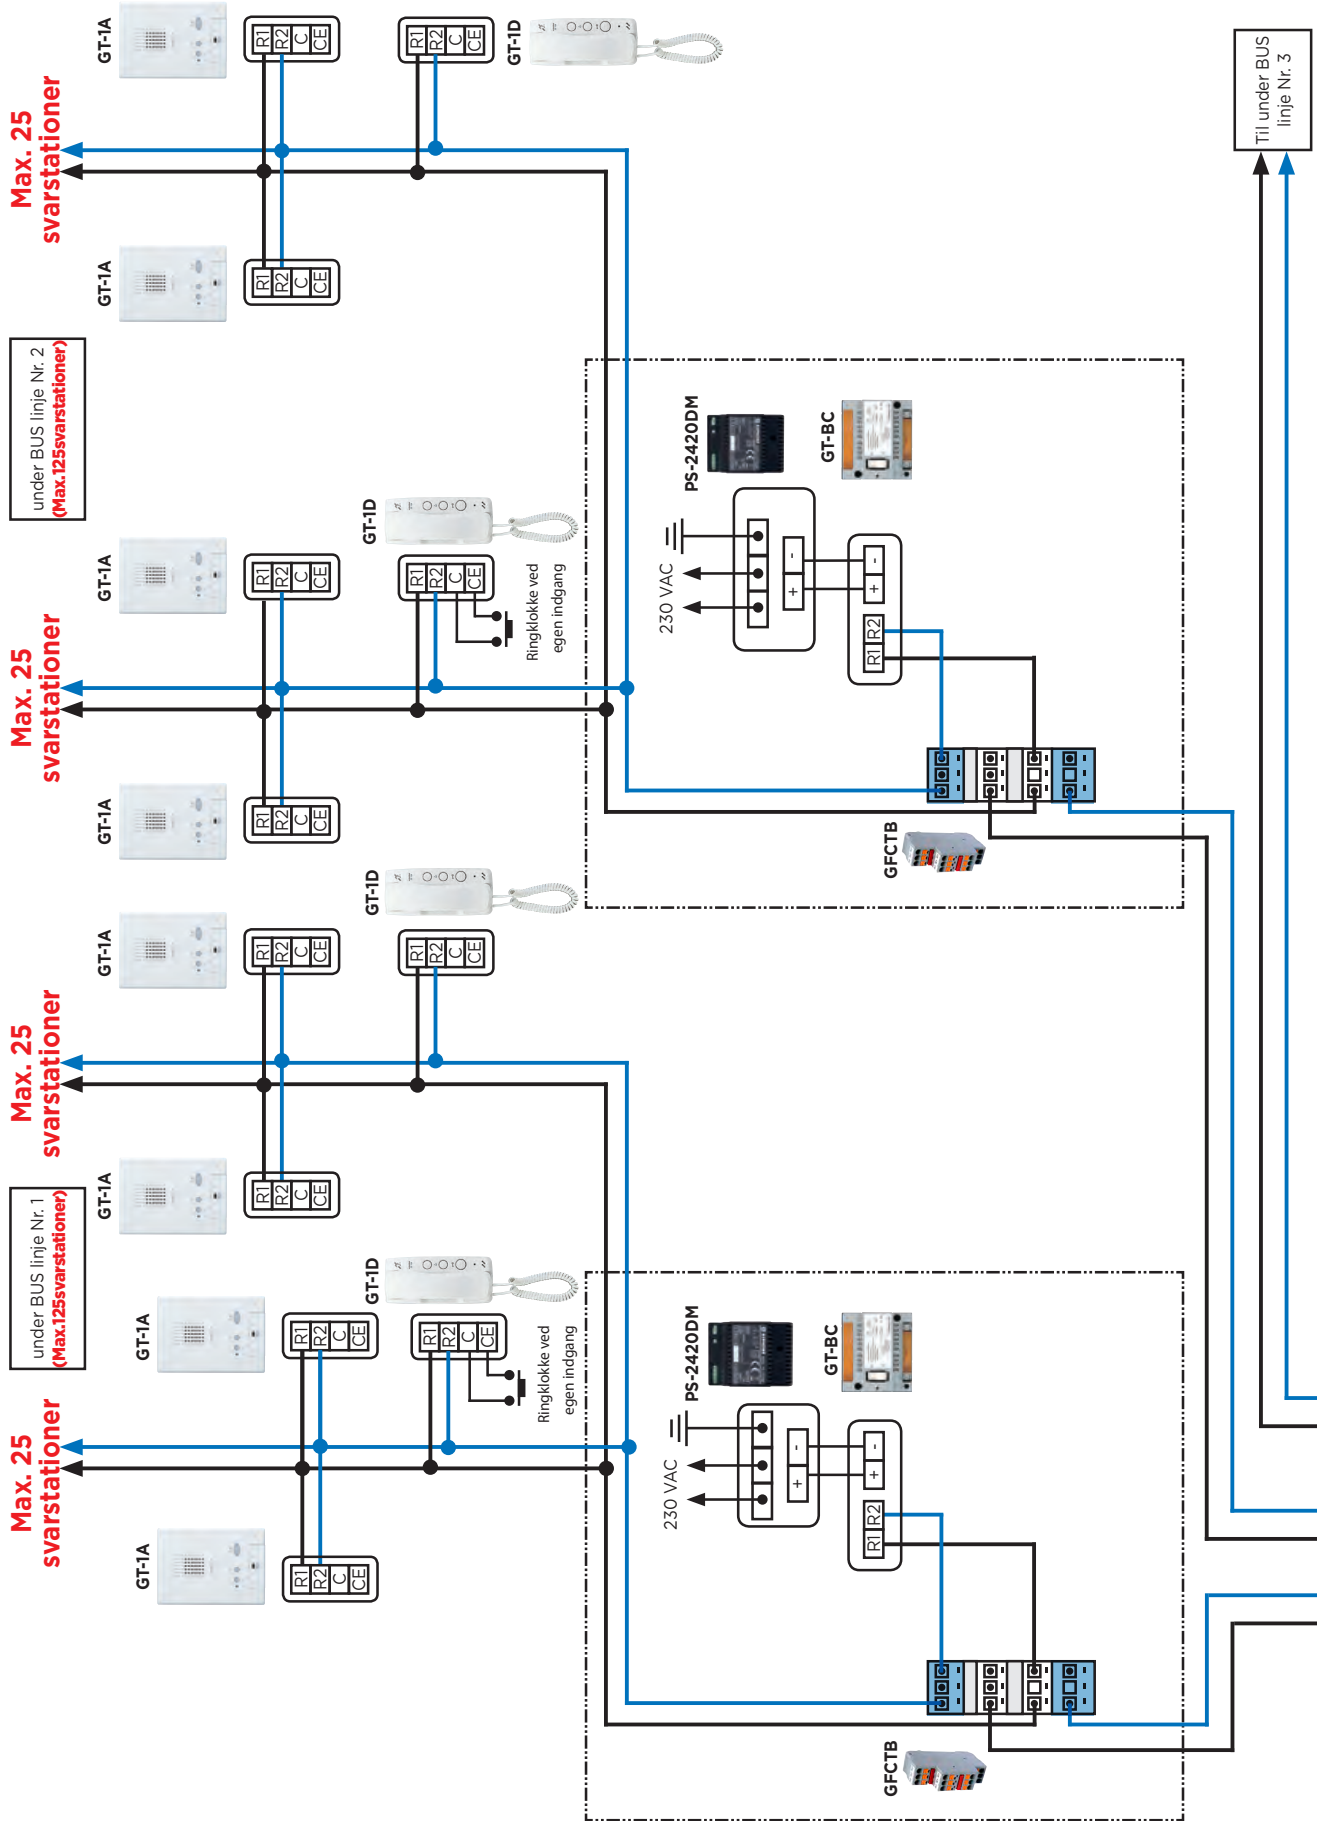 under BUS linje Nr. 1
(Max.125svarstationer)
under BUS linje Nr. 2
(Max.125svarstationer)
Max. 25
svarstationer
Max. 25
svarstationer
Max. 25
svarstationer
Max. 25
svarstationer
GT-1A
GT-1A
GT-1A
GT-1A
GT-1A
GT-1A
GT-1A
GT-1A
R1
R2
C
CE
R1
R2
C
CE
R1
R2
C
CE
R1
R2
C
CE
R1
R2
C
CE
R1
R2
C
CE
R1
R2
C
CE
R1
R2
C
CE
GT-1D
GT-1D
GT-1D
GT-1D
R1
R2
C
CE
R1
R2
C
CE
R1
R2
C
CE
R1
R2
C
CE
Ringklokke ved
egen indgang
Ringklokke ved
egen indgang
230 VAC
PS-2420DM
+ -
GT-BC
R1 R2 + -
GFCTB
230 VAC
PS-2420DM
+ -
GT-BC
R1 R2 + -
GFCTB
Til under BUS
linje Nr. 3